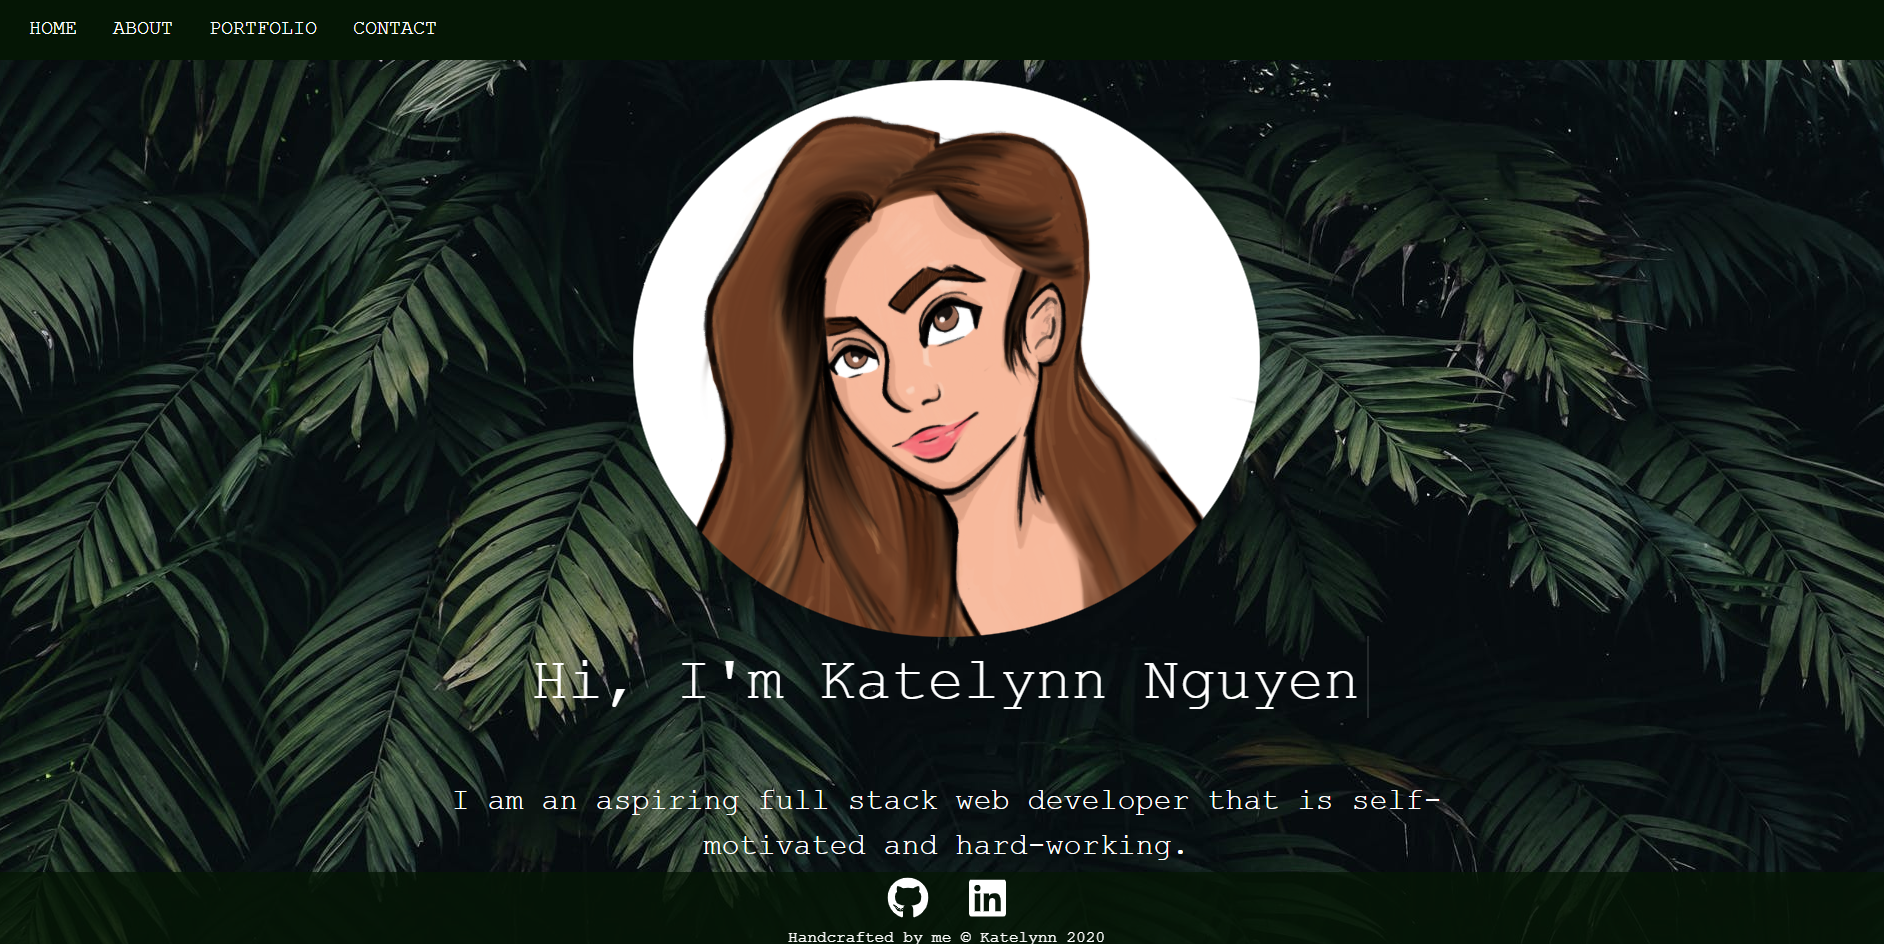 HOME ABOUT PORTFOLIO CONTACT
Hi, I'm Katelynn Nguyen
I am an aspiring full stack web developer that is self-
motivated and hard-working.
in
Handcrafted by me © Katelynn 2020